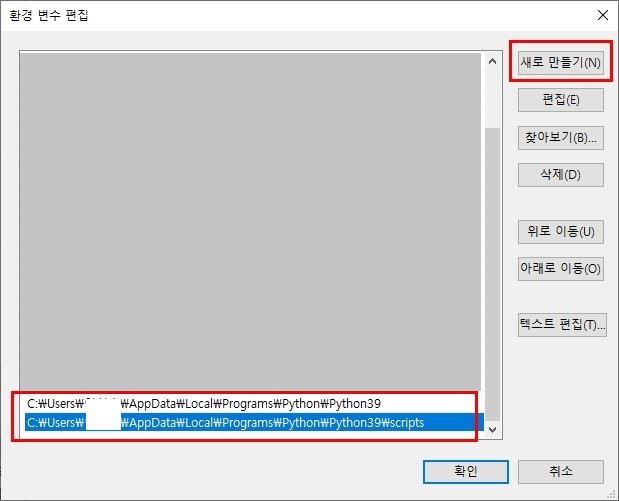 환경 변수 편집
새로 만들기(N)
편집(E)
찾아보기(B)...
삭제(D)
위로 이동(U)
아래로 이동(O)
텍스트 편집(T)...
C:₩Users₩ ₩AppData₩Local₩Programs₩Python₩Python39
C:₩Users₩ ₩AppData₩Local₩Programs₩Python₩Python39₩scripts
확인
취소